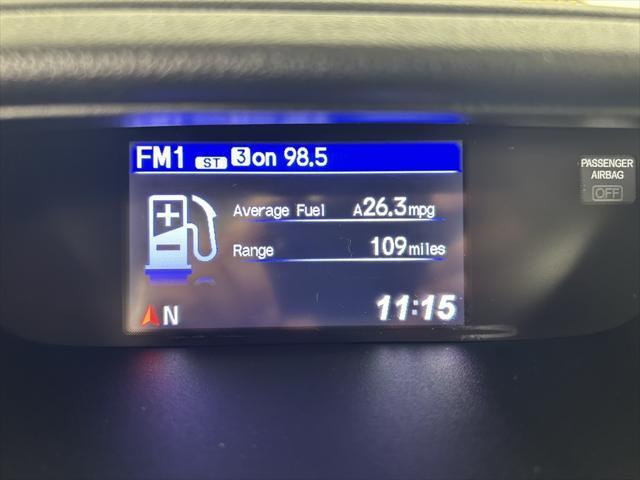 FM1 ST 3 on 98.5
PASSENGER
AIRBAG
OFF
Average Fuel A26.3mpg
Range 109miles
N 11:15